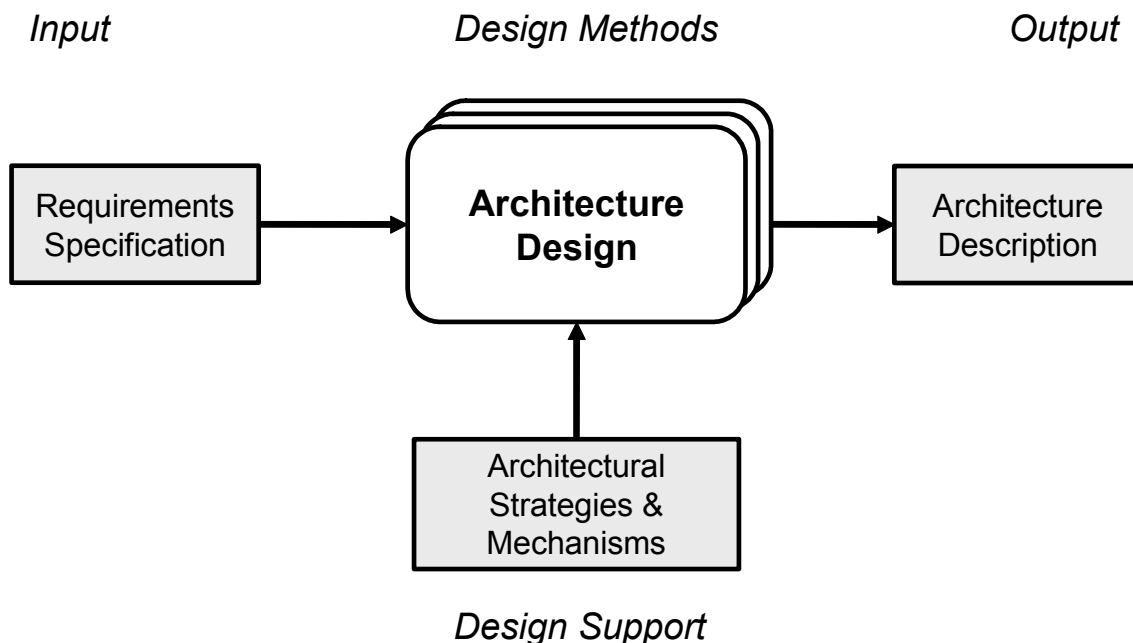 Input
Design Methods
Output
Requirements
Specification
Architecture
Design
Architecture
Description
Architectural
Strategies &
Mechanisms
Design Support